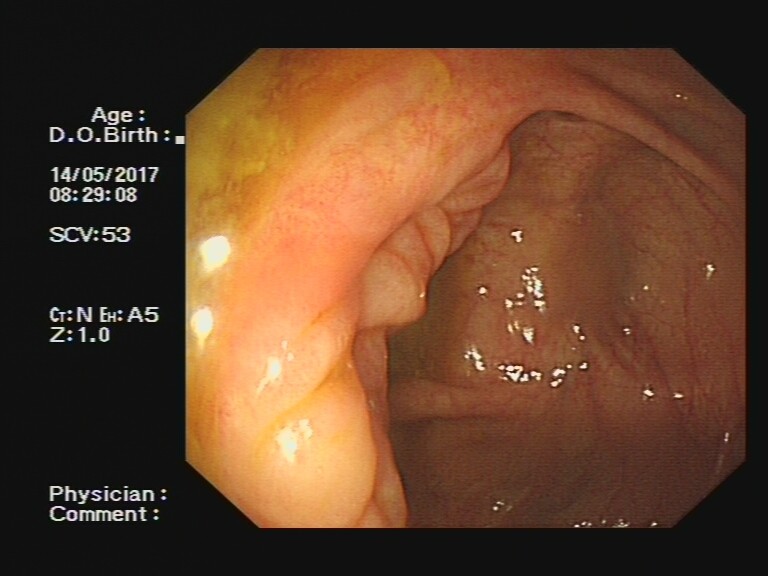 Age:
D.O.Birth:
14/05/2017
08:29:08
SCV:53
CT:N EH:A5
Z:1.0
Physician:
Comment: